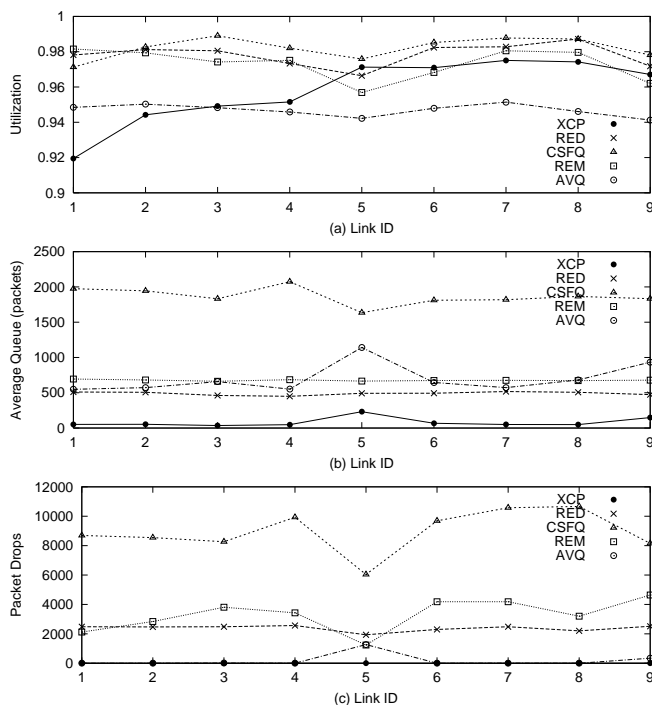 1
0.98
0.96
0.94
0.92
0.9
Utilization
XCP
RED
CSFQ
REM
AVQ
1 2 3 4 5 6 7 8 9
(a) Link ID
2500
2000
1500
1000
500
0
Average Queue (packets)
XCP
RED
CSFQ
REM
AVQ
1 2 3 4 5 6 7 8 9
(b) Link ID
12000
10000
8000
6000
4000
2000
0
Packet Drops
XCP
RED
CSFQ
REM
AVQ
1 2 3 4 5 6 7 8 9
(c) Link ID